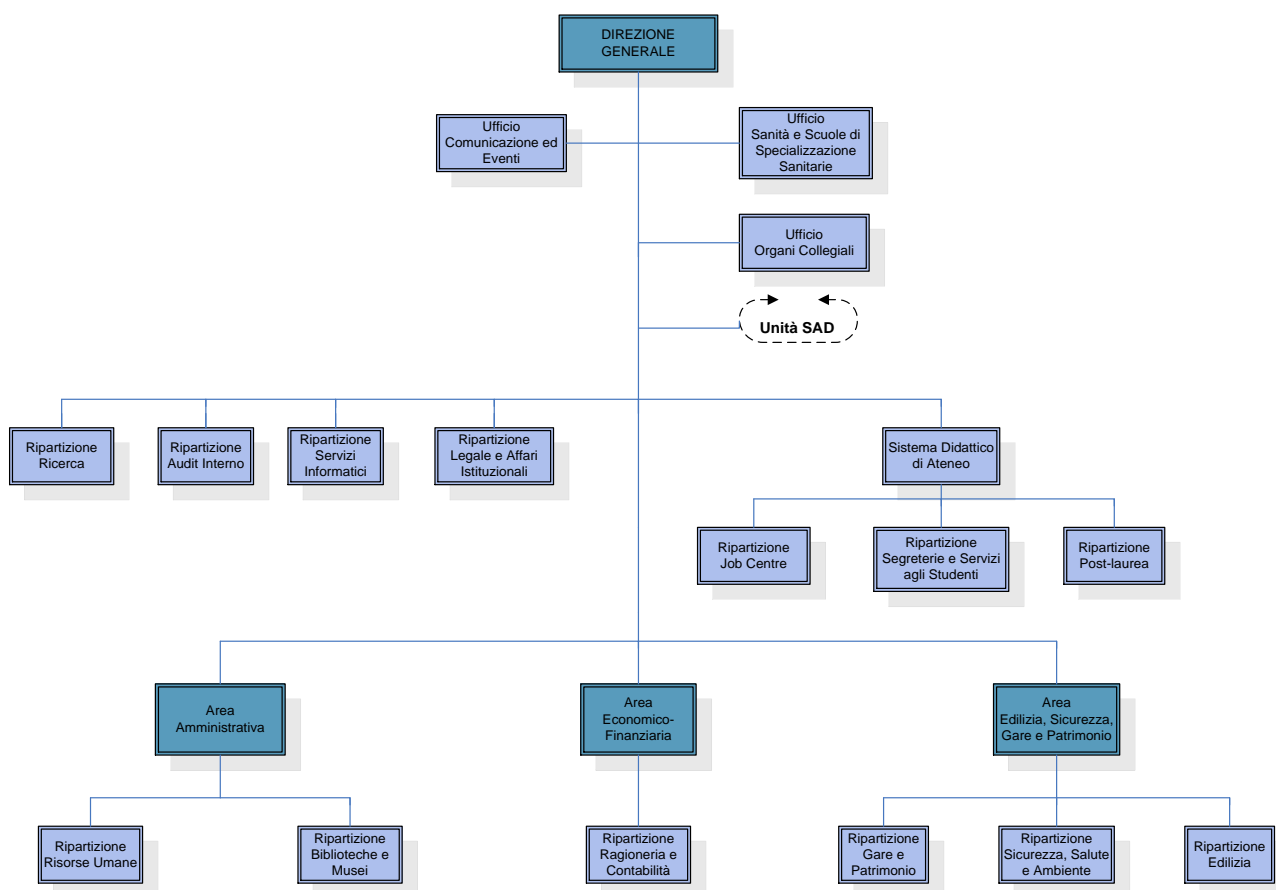 DIREZIONE
GENERALE
Ufficio
Comunicazione ed
Eventi
Ufficio
Sanità e Scuole di
Specializzazione
Sanitarie
Ufficio
Organi Collegiali
Unità SAD
Ripartizione
Ricerca
Ripartizione
Audit Interno
Ripartizione
Servizi
Informatici
Ripartizione
Legale e Affari
Istituzionali
Sistema Didattico
di Ateneo
Ripartizione
Job Centre
Ripartizione
Segreterie e Servizi
agli Studenti
Ripartizione
Post-laurea
Area
Amministrativa
Area
Economico-
Finanziaria
Area
Edilizia, Sicurezza,
Gare e Patrimonio
Ripartizione
Risorse Umane
Ripartizione
Biblioteche e
Musei
Ripartizione
Ragioneria e
Contabilità
Ripartizione
Gare e
Patrimonio
Ripartizione
Sicurezza, Salute
e Ambiente
Ripartizione
Edilizia